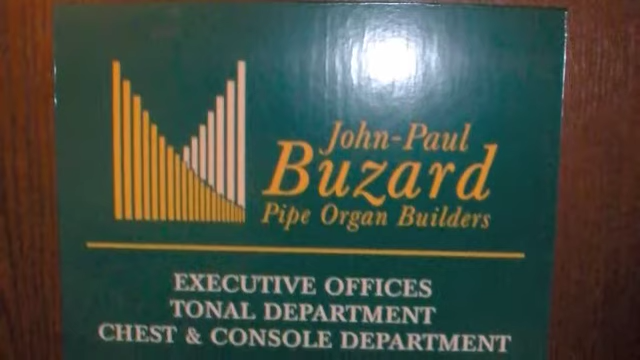 John-Paul
Buzard
Pipe Organ Builders
EXECUTIVE OFFICES
TONAL DEPARTMENT
CHEST & CONSOLE DEPARTMENT